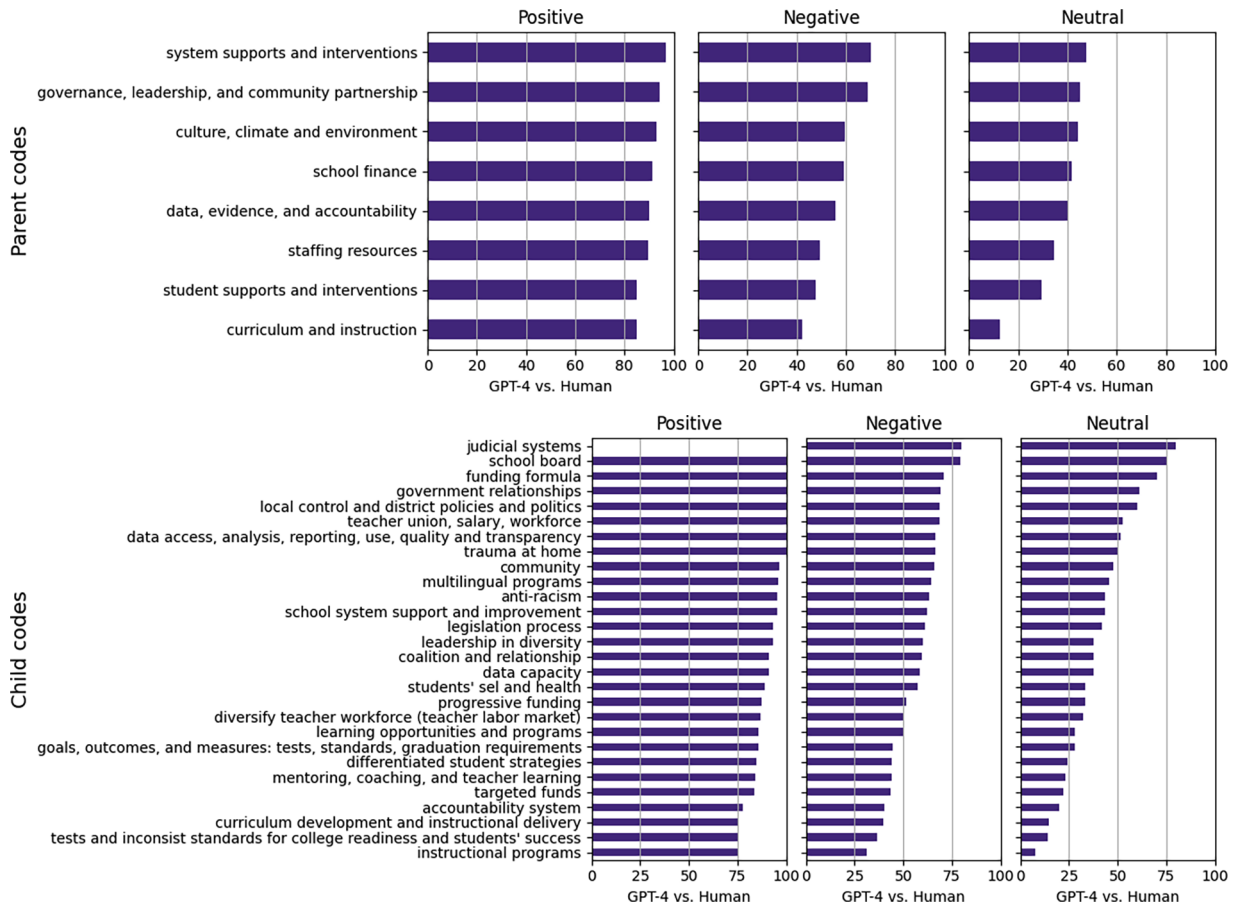 Positive Negative Neutral
Parent codes
system supports and interventions
governance, leadership, and community partnership
culture, climate and environment
school finance
data, evidence, and accountability
staffing resources
student supports and interventions
curriculum and instruction
0 20 40 60 80 100 0 20 40 60 80 100 0 20 40 60 80 100
GPT-4 vs. Human GPT-4 vs. Human GPT-4 vs. Human
Positive Negative Neutral
Child codes
judicial systems
school board
funding formula
government relationships
local control and district policies and politics
teacher union, salary, workforce
data access, analysis, reporting, use, quality and transparency
trauma at home
community
multilingual programs
anti-racism
school system support and improvement
legislation process
leadership in diversity
coalition and relationship
data capacity
students' sel and health
progressive funding
diversify teacher workforce (teacher labor market)
learning opportunities and programs
goals, outcomes, and measures: tests, standards, graduation requirements
differentiated student strategies
mentoring, coaching, and teacher learning
targeted funds
accountability system
curriculum development and instructional delivery
tests and inconsist standards for college readiness and students' success
instructional programs
0 25 50 75 100 0 25 50 75 100 0 25 50 75 100
GPT-4 vs. Human GPT-4 vs. Human GPT-4 vs. Human